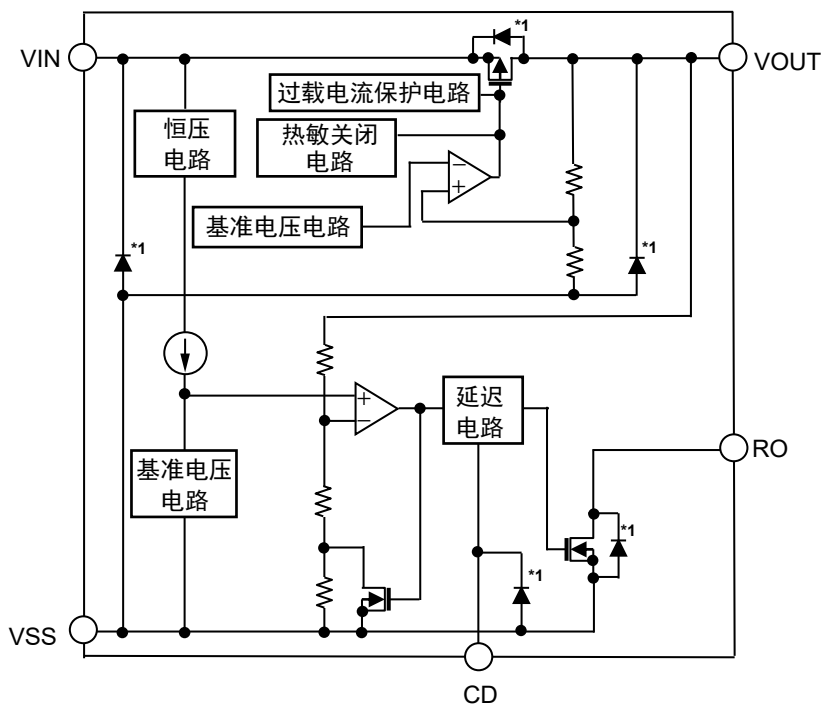 *1
VIN
VOUT
过载电流保护电路
恒压
电路
热敏关闭
电路
−
+
基准电压电路
*1
*1
+
−
延迟
电路
RO
基准电压
电路
*1
*1
VSS
CD